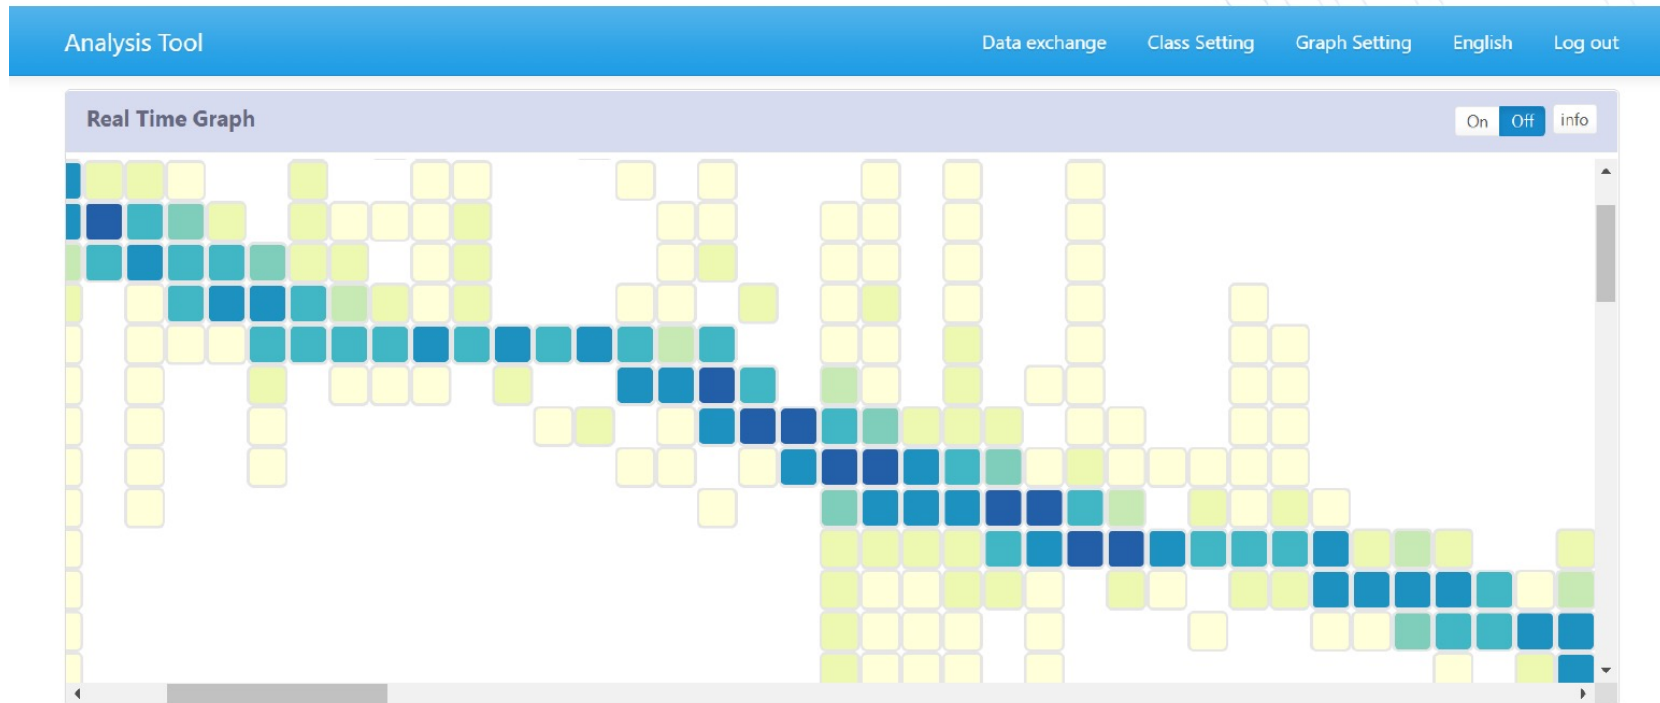 Analysis Tool Data exchange Class Setting Graph Setting English Log out
Real Time Graph On Off info